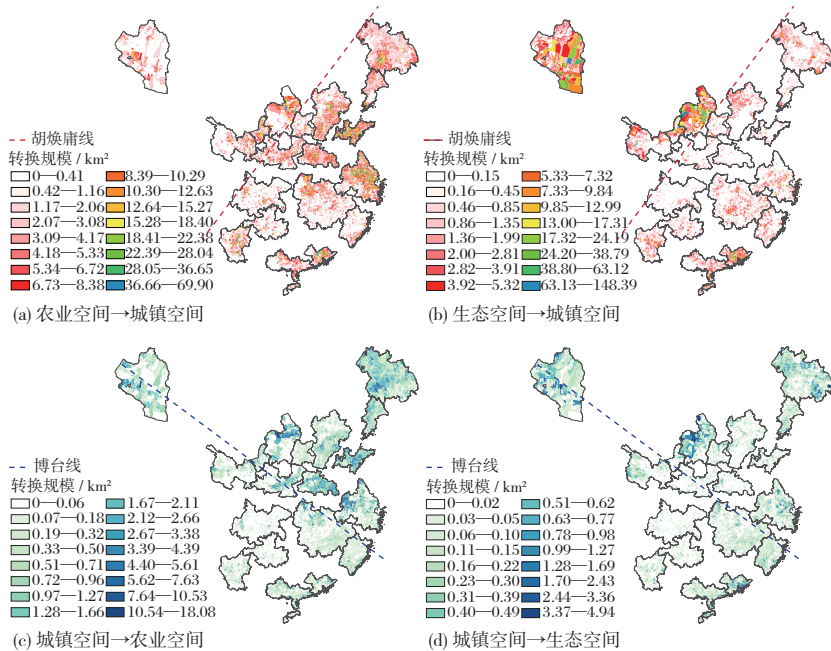 胡焕庸线
转换规模 / km²
0—0.41 8.39—10.29
0.42—1.16 10.30—12.63
1.17—2.06 12.64—15.27
2.07—3.08 15.28—18.40
3.09—4.17 18.41—22.38
4.18—5.33 22.39—28.04
5.34—6.72 28.05—36.65
6.73—8.38 36.66—69.90
(a) 农业空间→城镇空间
胡焕庸线
转换规模 / km²
0—0.15 5.33—7.32
0.16—0.45 7.33—9.84
0.46—0.85 9.85—12.99
0.86—1.35 13.00—17.31
1.36—1.99 17.32—24.19
2.00—2.81 24.20—38.79
2.82—3.91 38.80—63.12
3.92—5.32 63.13—148.39
(b) 生态空间→城镇空间
博台线
转换规模 / km²
0—0.06 1.67—2.11
0.07—0.18 2.12—2.66
0.19—0.32 2.67—3.38
0.33—0.50 3.39—4.39
0.51—0.71 4.40—5.61
0.72—0.96 5.62—7.63
0.97—1.27 7.64—10.53
1.28—1.66 10.54—18.08
(c) 城镇空间→农业空间
博台线
转换规模 / km²
0—0.02 0.51—0.62
0.03—0.05 0.63—0.77
0.06—0.10 0.78—0.98
0.11—0.15 0.99—1.27
0.16—0.22 1.28—1.69
0.23—0.30 1.70—2.43
0.31—0.39 2.44—3.36
0.40—0.49 3.37—4.94
(d) 城镇空间→生态空间